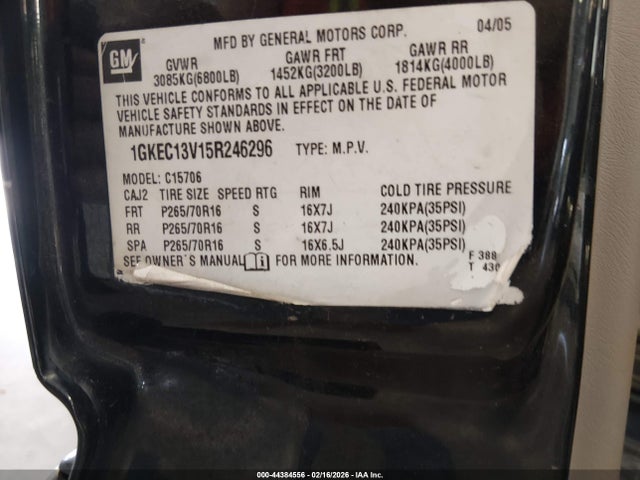 MFD BY GENERAL MOTORS CORP. 04/05
GM
GVWR GAWR FRT GAWR RR
3085KG(6800LB) 1452KG(3200LB) 1814KG(4000LB)
THIS VEHICLE CONFORMS TO ALL APPLICABLE U.S. FEDERAL MOTOR
VEHICLE SAFETY STANDARDS IN EFFECT ON THE DATE OF
MANUFACTURE SHOWN ABOVE.
1GKEC13V15R246296 TYPE: M.P.V.
MODEL: C15706
CAJ2 TIRE SIZE SPEED RTG RIM COLD TIRE PRESSURE
FRT P265/70R16 S 16X7J 240KPA(35PSI)
RR P265/70R16 S 16X7J 240KPA(35PSI)
SPA P265/70R16 S 16X6.5J 240KPA(35PSI)
SEE OWNER'S MANUAL i FOR MORE INFORMATION.
F 388
T 430
000-44384556 - 02/16/2026 - IAA Inc.